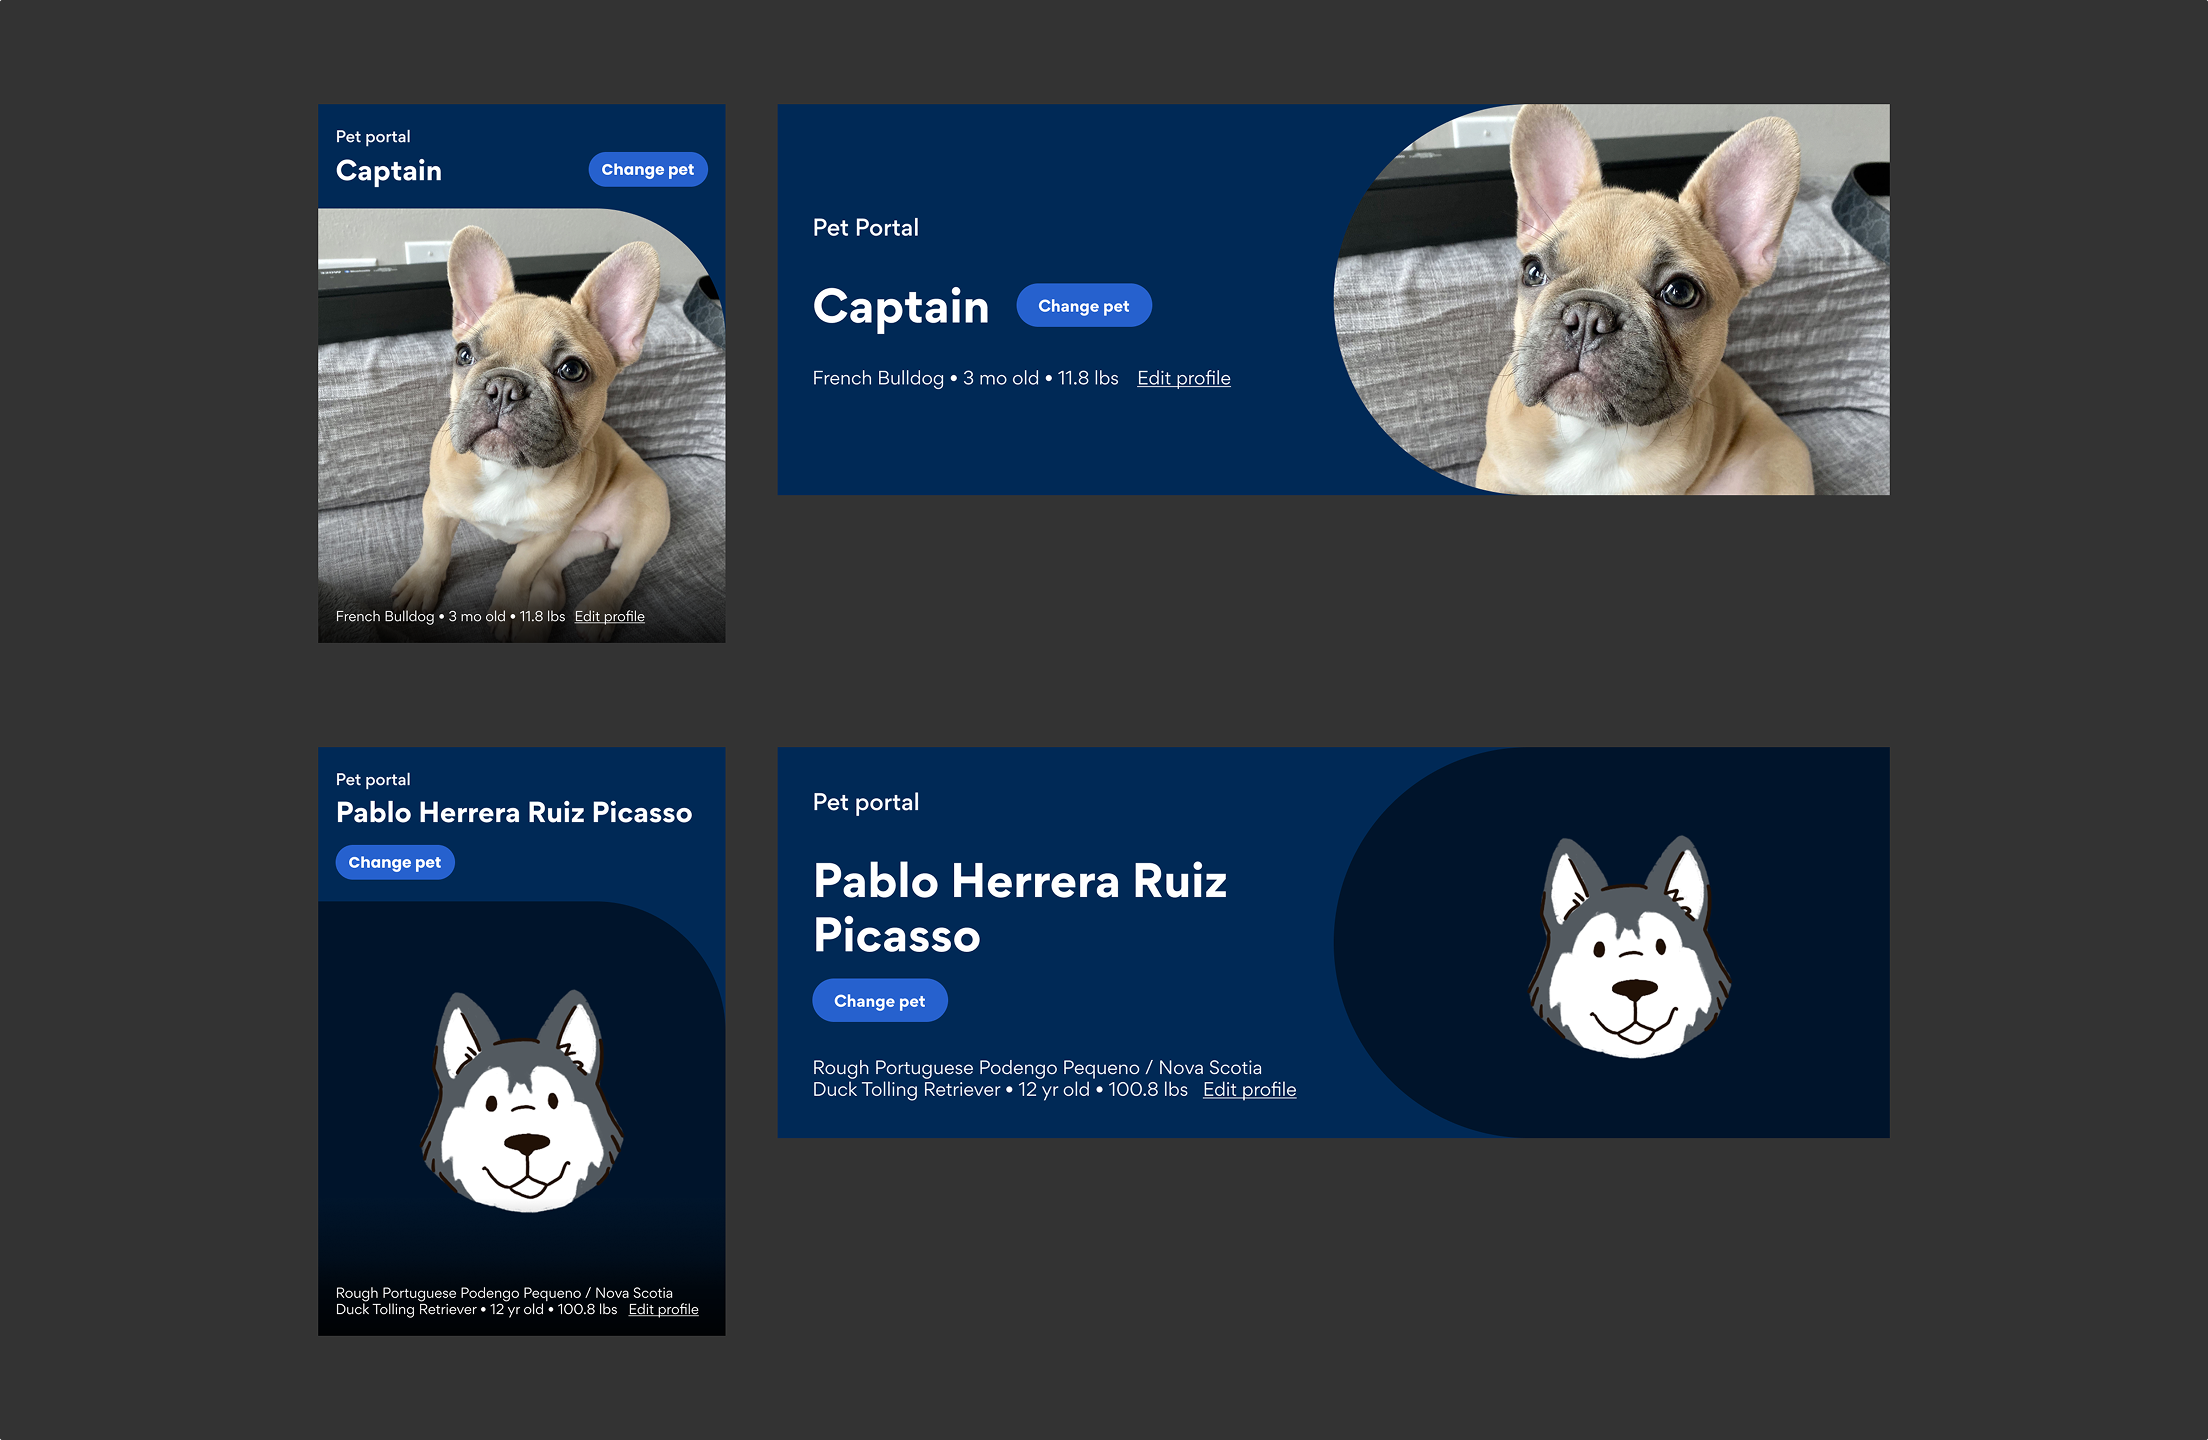 Pet portal
Captain
Change pet
French Bulldog • 3 mo old • 11.8 lbs Edit profile
Pet Portal
Captain
Change pet
French Bulldog • 3 mo old • 11.8 lbs Edit profile
Pet portal
Pablo Herrera Ruiz Picasso
Change pet
Rough Portuguese Podengo Pequeno / Nova Scotia
Duck Tolling Retriever • 12 yr old • 100.8 lbs Edit profile
Pet portal
Pablo Herrera Ruiz
Picasso
Change pet
Rough Portuguese Podengo Pequeno / Nova Scotia
Duck Tolling Retriever • 12 yr old • 100.8 lbs Edit profile